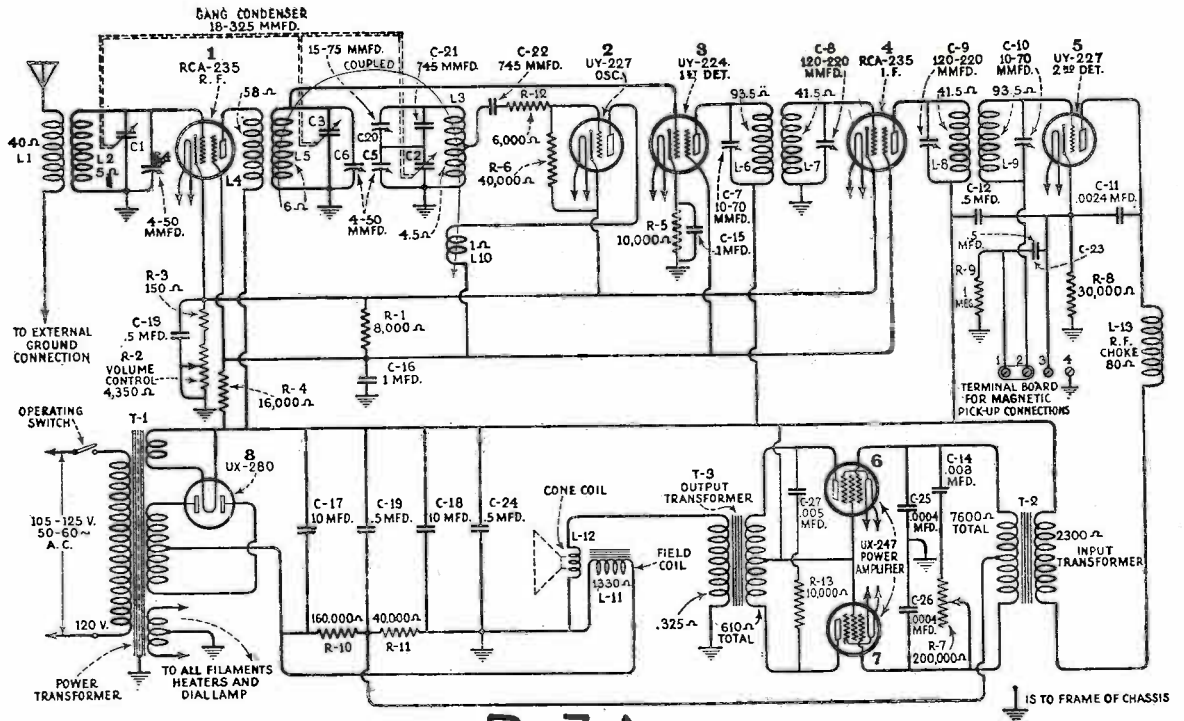 GANG CONDENSER
18-325 MMFD.
1
RCA-235
R.F.
15-75 MMFD.
COUPLED
C-21
745 MMFD.
C-22
745 MMFD.
2
UY-227
OSC.
3
UY-224.
1ST DET.
C-8
120-220
MMFD.
4
RCA-235
I.F.
C-9
120-220
MMFD.
C-10
10-70
MMFD.
5
UY-227
2ND DET.
40Ω
L1
L2
5Ω
C1
4-50
MMFD.
58Ω
L4
L5
6Ω
C3
C6
C20
C5
C2
4-50
MMFD.
L3
4.5Ω
R-12
6,000Ω
R-6
40,000Ω
1Ω
L10
R-5
10,000Ω
C-15
.1MFD.
C-7
10-70
MMFD.
93.5Ω
L-6
41.5Ω
L-7
41.5Ω
L-8
93.5Ω
L-9
C-12
.5 MFD.
C-11
.0024 MFD.
.5
MFD.
C-23
R-9
1
MEG.
R-8
30,000Ω
L-13
R.F.
CHOKE
80Ω
1 2 3 4
TERMINAL BOARD
FOR MAGNETIC
PICK-UP CONNECTIONS
TO EXTERNAL
GROUND
CONNECTION
R-3
150Ω
C-13
.5 MFD.
R-2
VOLUME
CONTROL
4,350Ω
R-4
16,000Ω
R-1
8,000Ω
C-16
1 MFD.
OPERATING
SWITCH
T-1
8
UX-280
105-125 V.
50-60~
A.C.
120 V.
POWER
TRANSFORMER
TO ALL FILAMENTS
HEATERS AND
DIAL LAMP
C-17
10 MFD.
C-19
.5 MFD.
C-18
10 MFD.
C-24
.5 MFD.
160,000Ω
R-10
40,000Ω
R-11
CONE COIL
L-12
1330Ω
L-11
FIELD
COIL
T-3
OUTPUT
TRANSFORMER
.325Ω
610Ω
TOTAL
C-27
.005
MFD.
R-13
10,000Ω
6
UX-247
POWER
AMPLIFIER
7
C-25
.0004
MFD.
C-26
.0004
MFD.
C-14
.008
MFD.
R-7
200,000Ω
7600Ω
TOTAL
T-2
2300Ω
INPUT
TRANSFORMER
IS TO FRAME OF CHASSIS